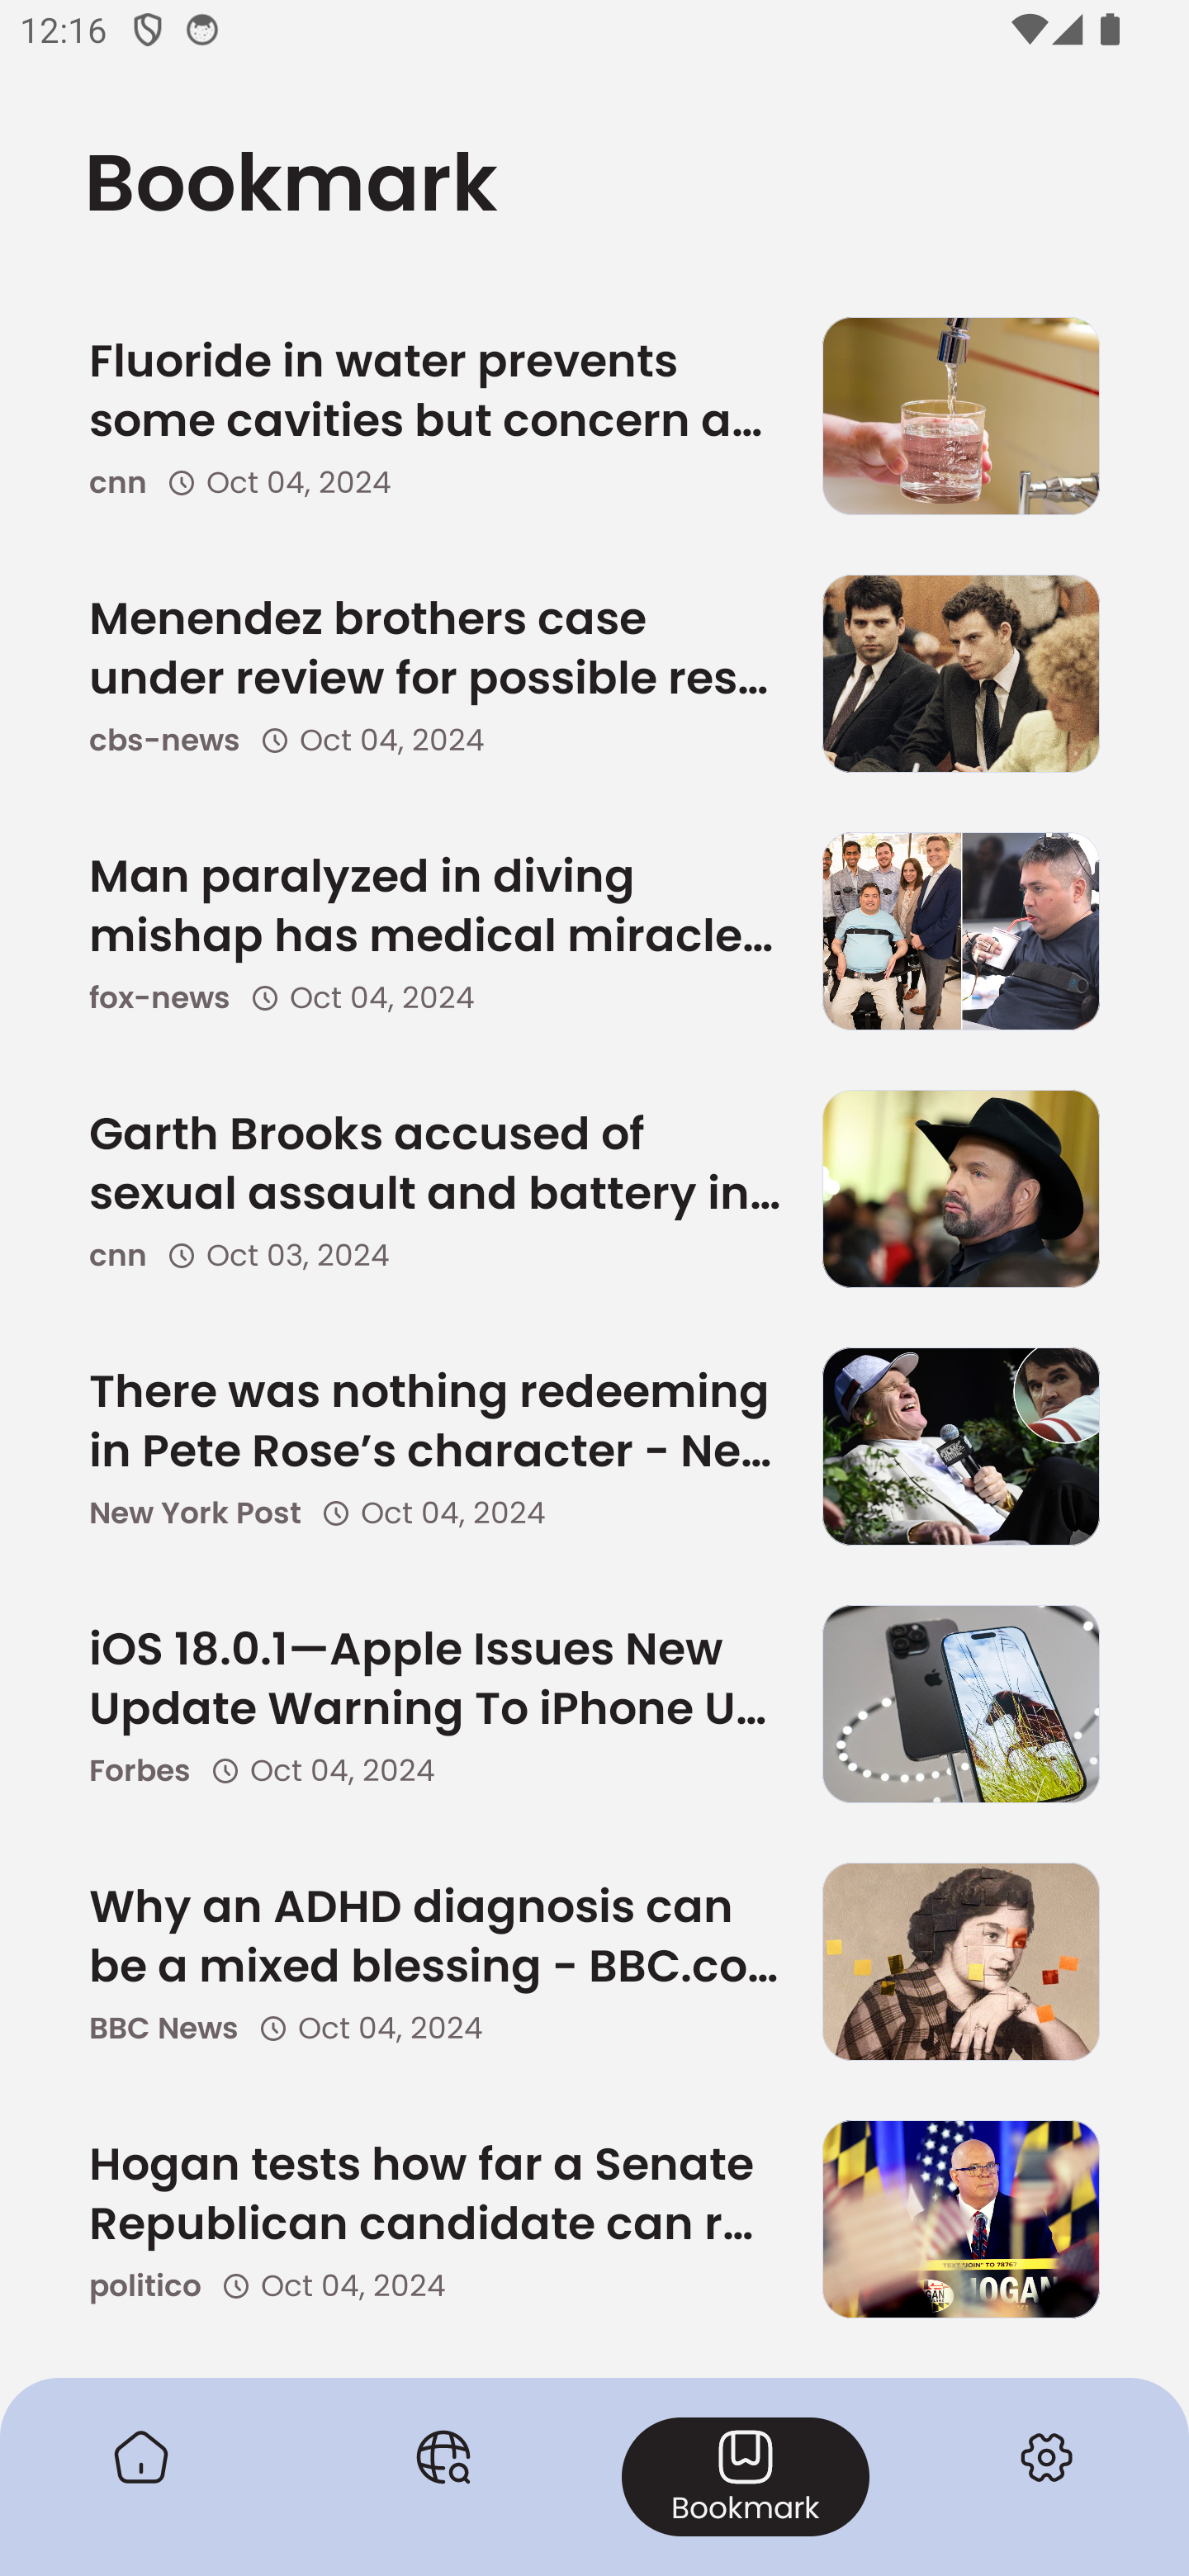 12:16
Bookmark
Fluoride in water prevents
some cavities but concern a...
cnn Oct 04, 2024
Menendez brothers case
under review for possible res...
cbs-news Oct 04, 2024
Man paralyzed in diving
mishap has medical miracle...
fox-news Oct 04, 2024
Garth Brooks accused of
sexual assault and battery in...
cnn Oct 03, 2024
There was nothing redeeming
in Pete Rose’s character - Ne...
New York Post Oct 04, 2024
iOS 18.0.1—Apple Issues New
Update Warning To iPhone U...
Forbes Oct 04, 2024
Why an ADHD diagnosis can
be a mixed blessing - BBC.co...
BBC News Oct 04, 2024
Hogan tests how far a Senate
Republican candidate can r...
politico Oct 04, 2024
TEXT "JOIN" TO 78767
HOGAN
Bookmark